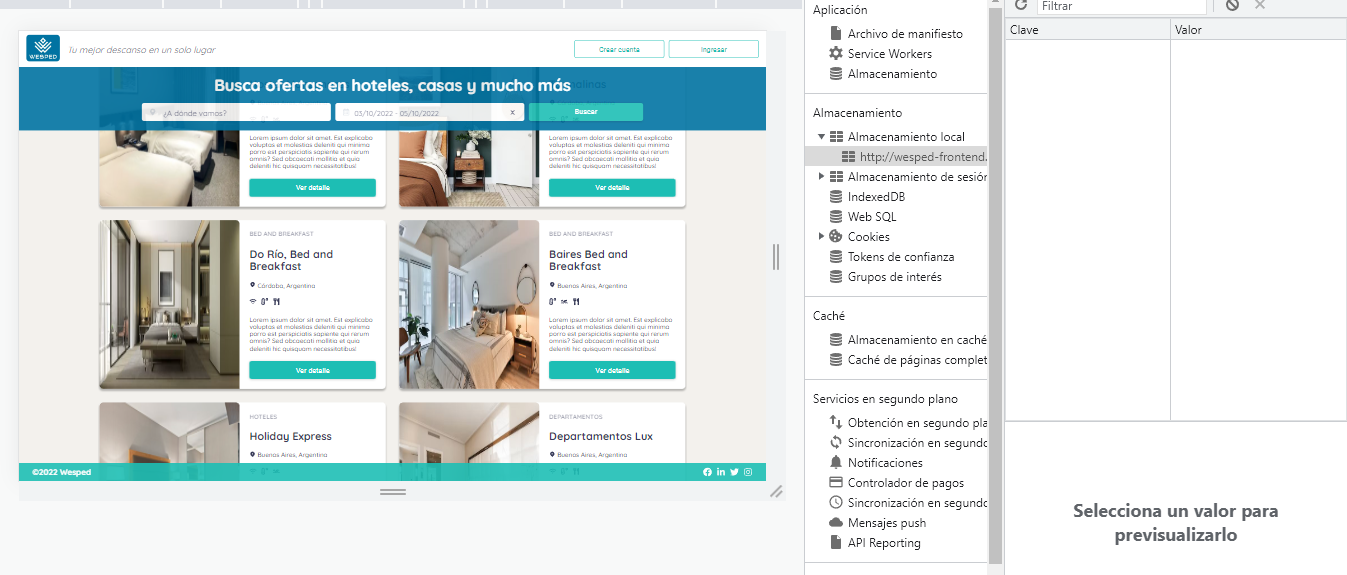 WESPED
Tu mejor descanso en un solo lugar
Crear cuenta
Ingresar
Busca ofertas en hoteles, casas y mucho más
¿A dónde vamos?
03/10/2022 - 05/10/2022
x
Buscar
Lorem ipsum dolor sit amet. Est explicabo
voluptas et molestias deleniti qui minima
porro est perspiciatis sapiente qui rerum
omnis? Sed obcaecati mollitia et quia
deleniti hic quisquam necessitatibus!
Ver detalle
Lorem ipsum dolor sit amet. Est explicabo
voluptas et molestias deleniti qui minima
porro est perspiciatis sapiente qui rerum
omnis? Sed obcaecati mollitia et quia
deleniti hic quisquam necessitatibus!
Ver detalle
BED AND BREAKFAST
Do Río, Bed and
Breakfast
Córdoba, Argentina
Lorem ipsum dolor sit amet. Est explicabo
voluptas et molestias deleniti qui minima
porro est perspiciatis sapiente qui rerum
omnis? Sed obcaecati mollitia et quia
deleniti hic quisquam necessitatibus!
Ver detalle
BED AND BREAKFAST
Baires Bed and
Breakfast
Buenos Aires, Argentina
Lorem ipsum dolor sit amet. Est explicabo
voluptas et molestias deleniti qui minima
porro est perspiciatis sapiente qui rerum
omnis? Sed obcaecati mollitia et quia
deleniti hic quisquam necessitatibus!
Ver detalle
HOTELES
Holiday Express
Buenos Aires, Argentina
DEPARTAMENTOS
Departamentos Lux
Buenos Aires, Argentina
©2022 Wesped
Aplicación
Archivo de manifiesto
Service Workers
Almacenamiento
Almacenamiento
Almacenamiento local
http://wesped-frontend.
Almacenamiento de sesión
IndexedDB
Web SQL
Cookies
Tokens de confianza
Grupos de interés
Caché
Almacenamiento en caché
Caché de páginas complet
Servicios en segundo plano
Obtención en segundo pla
Sincronización en segundo
Notificaciones
Controlador de pagos
Sincronización en segundo
Mensajes push
API Reporting
Filtrar
Clave
Valor
Selecciona un valor para
previsualizarlo